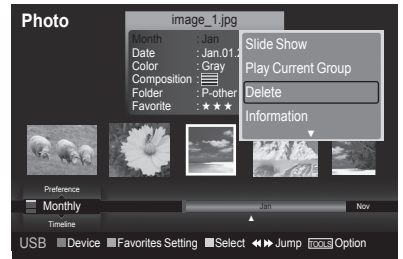 Photo
image_1.jpg
Month : Jan
Date : Jan.01.2
Color : Gray
Composition :
Folder : P-other
Favorite : ★★★
Slide Show
Play Current Group
Delete
Information
▼
Preference
Monthly
Timeline
Jan
Nov
▲
USB Device Favorites Setting Select ◀◀ ▶▶ Jump TOOLS Option